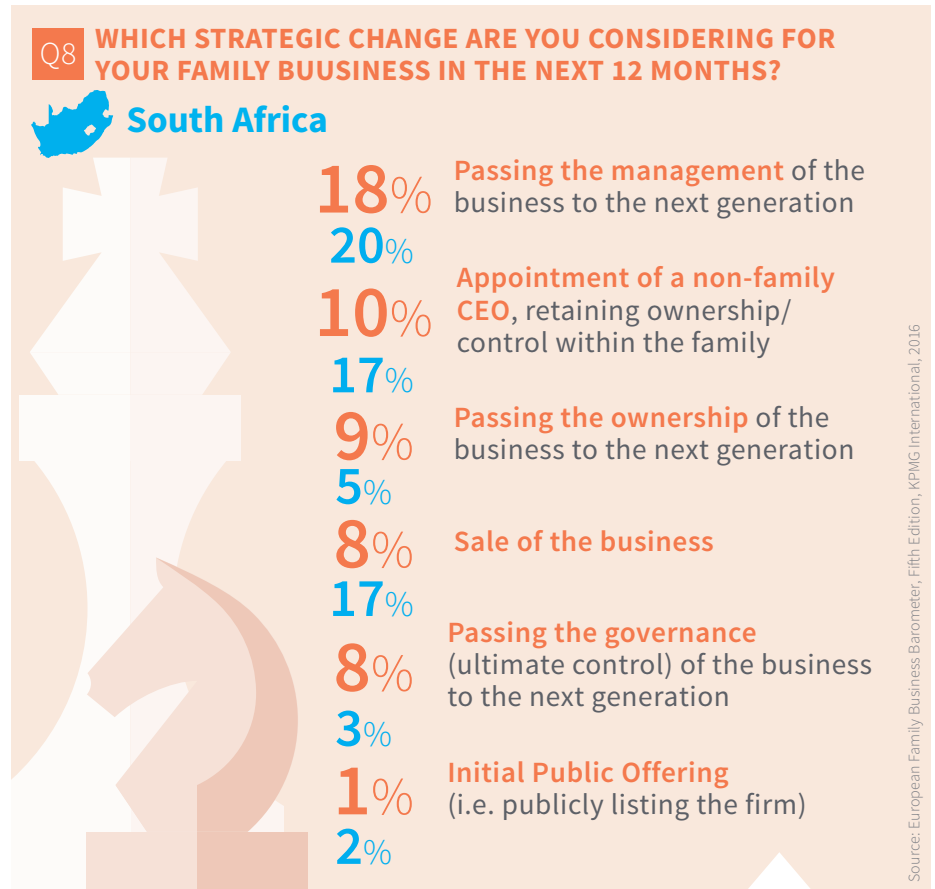 Q8
WHICH STRATEGIC CHANGE ARE YOU CONSIDERING FOR
YOUR FAMILY BUUSINESS IN THE NEXT 12 MONTHS?
South Africa
18%
Passing the management of the
business to the next generation
20%
10%
Appointment of a non-family
CEO, retaining ownership/
control within the family
17%
9%
Passing the ownership of the
business to the next generation
5%
8%
Sale of the business
17%
8%
Passing the governance
(ultimate control) of the business
to the next generation
3%
1%
Initial Public Offering
(i.e. publicly listing the firm)
2%
Source: European Family Business Barometer, Fifth Edition, KPMG International, 2016